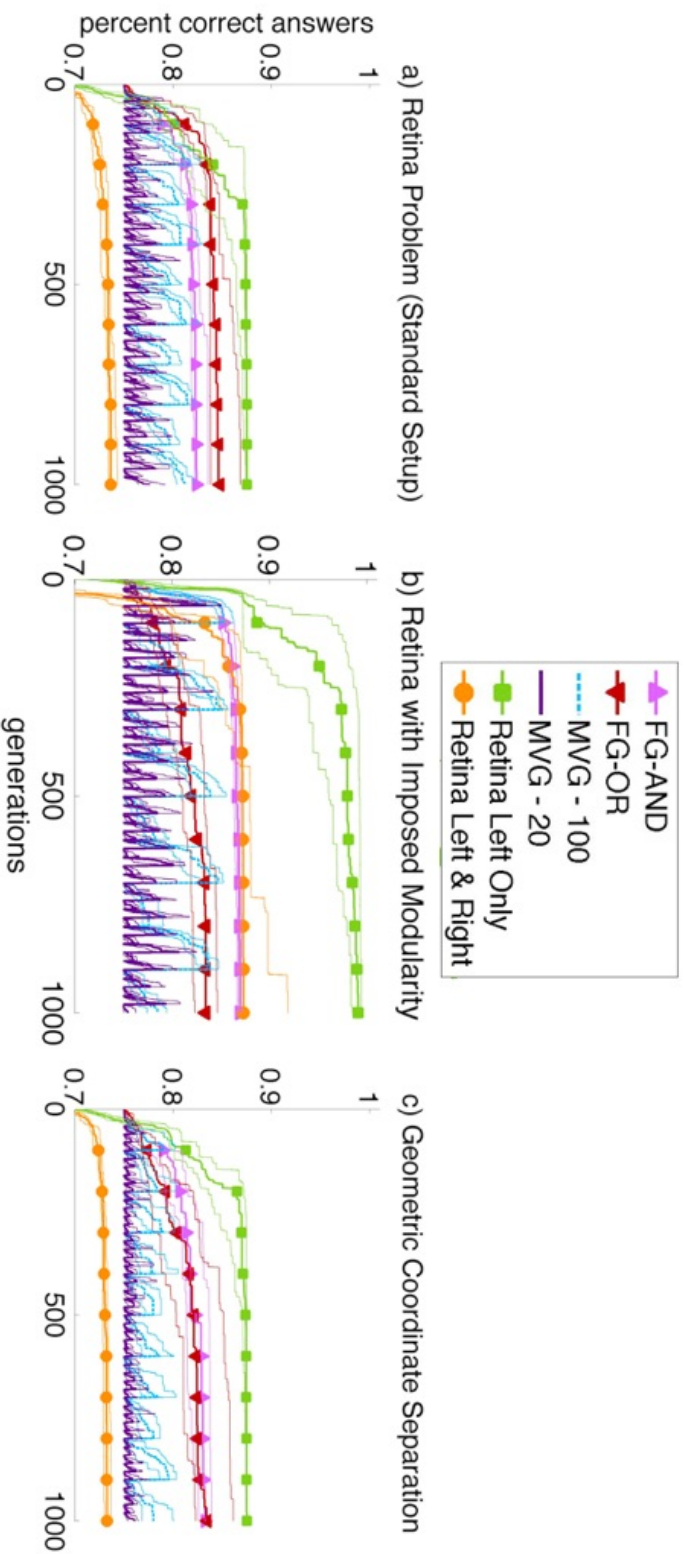 FG-AND
FG-OR
MVG - 100
MVG - 20
Retina Left Only
Retina Left & Right
a) Retina Problem (Standard Setup)
percent correct answers
1
0.9
0.8
0.7
0
500
1000
b) Retina with Imposed Modularity
1
0.9
0.8
0.7
0
500
1000
generations
c) Geometric Coordinate Separation
1
0.9
0.8
0.7
0
500
1000